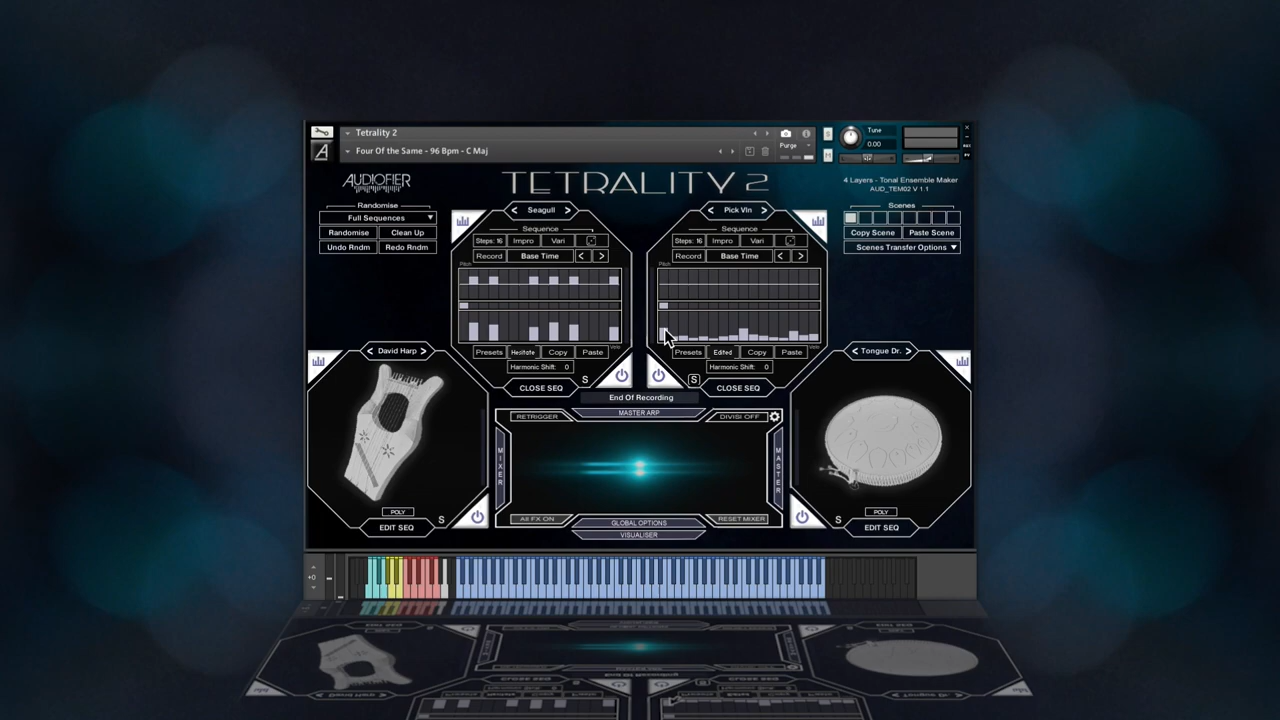 Tetrality 2
Purge
Tune
0.00
S
M
Four Of the Same - 96 Bpm - C Maj
AUDIOFIER
TETRALITY 2
4 Layers - Tonal Ensemble Maker
AUD_TEM02 V 1.1
Randomise
Full Sequences
Randomise
Clean Up
Undo Rndm
Redo Rndm
Scenes
Copy Scene
Paste Scene
Scenes Transfer Options
< Seagull >
Sequence
Steps: 16
Impro
Vari
Record
Base Time
< >
Pitch
Velo
Presets
Hesitate
Copy
Paste
Harmonic Shift: 0
S
CLOSE SEQ
< Pick Vln >
Sequence
Steps: 16
Impro
Vari
Record
Base Time
< >
Pitch
Velo
Presets
Edited
Copy
Paste
Harmonic Shift: 0
S
CLOSE SEQ
< David Harp >
POLY
EDIT SEQ
S
End Of Recording
MASTER ARP
RETRIGGER
DIVISI OFF
MIXER
MASTER
All FX ON
RESET MIXER
GLOBAL OPTIONS
VISUALISER
< Tongue Dr. >
POLY
EDIT SEQ
S
+0